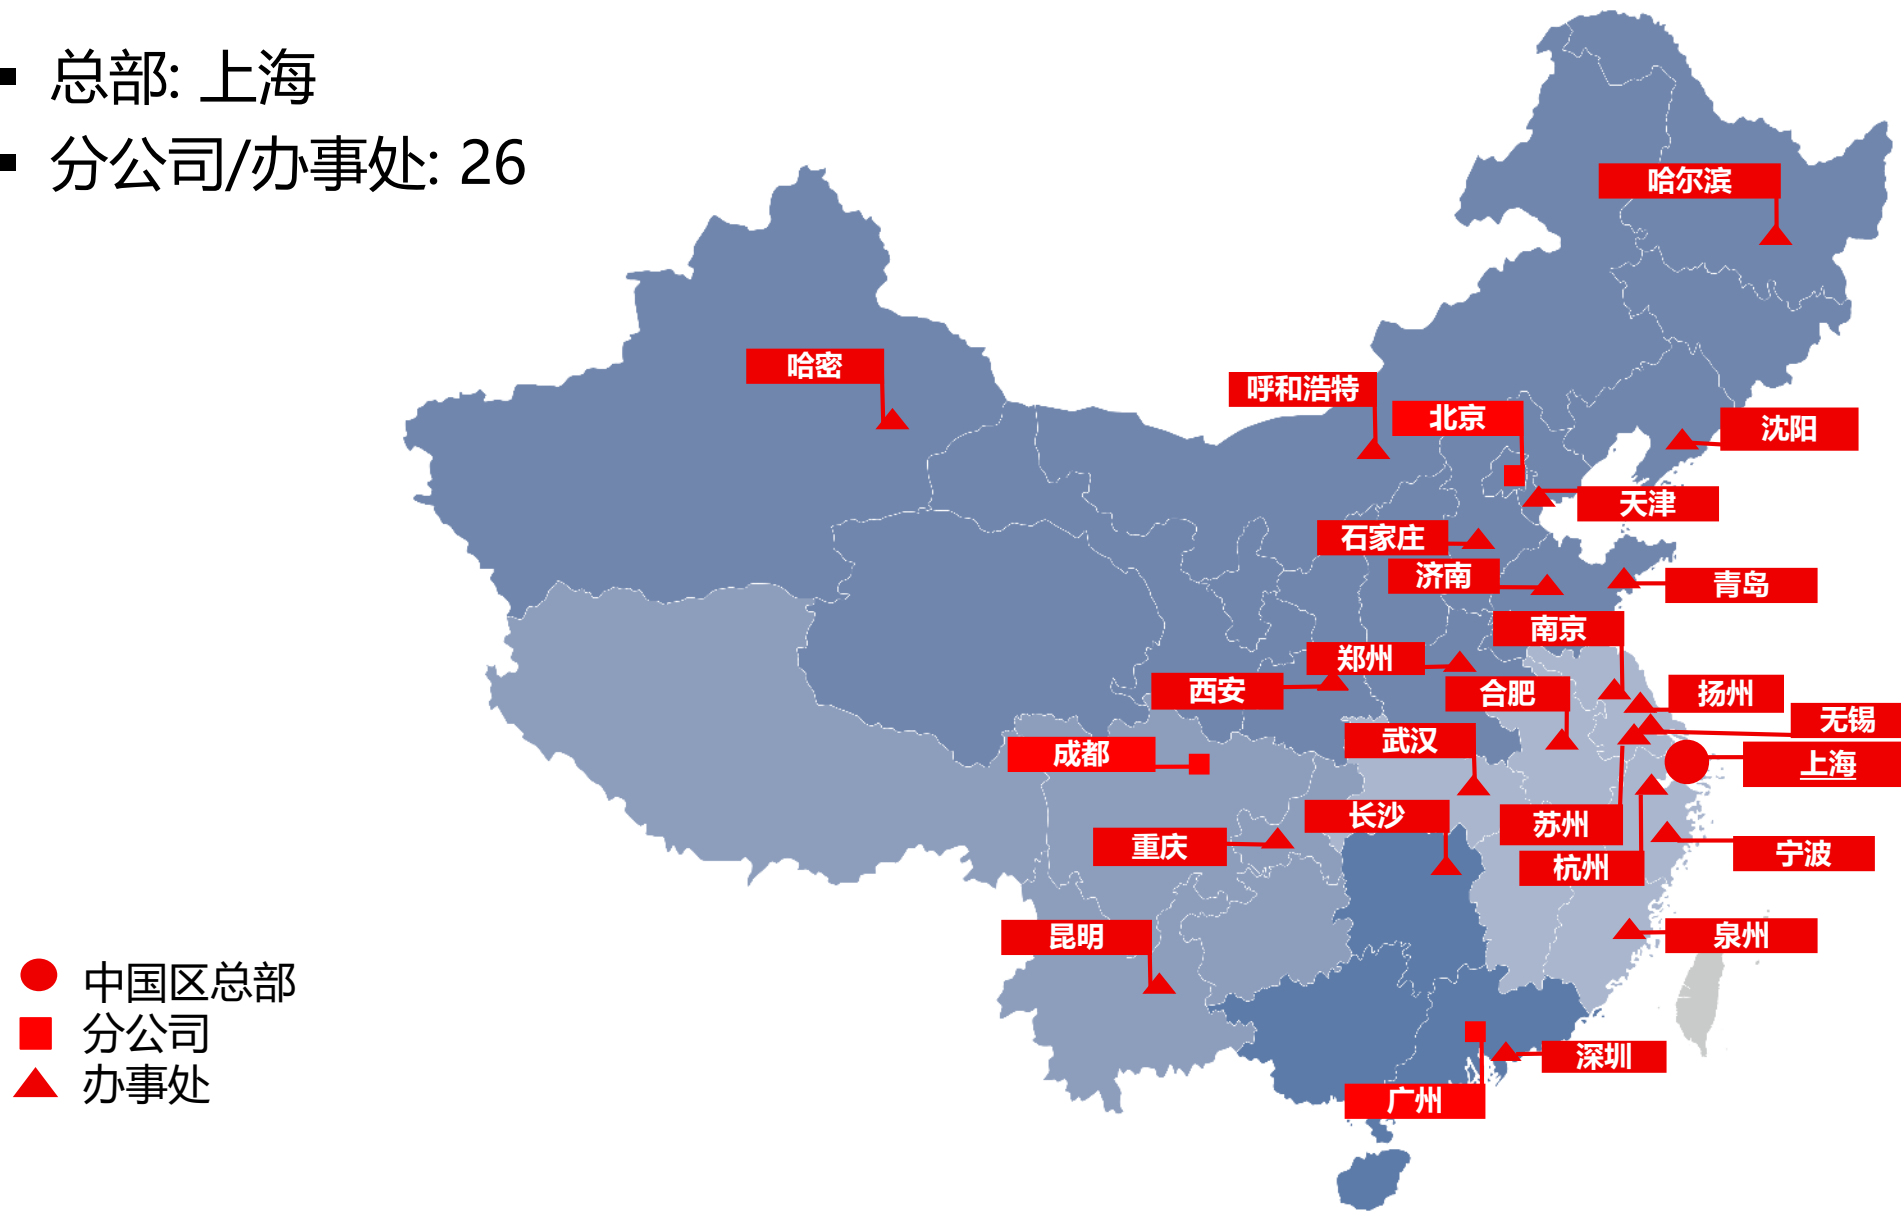 总部: 上海
分公司/办事处: 26
哈尔滨
哈密
呼和浩特
北京
沈阳
天津
石家庄
济南
青岛
南京
郑州
西安
合肥
扬州
无锡
武汉
成都
上海
长沙
苏州
重庆
杭州
宁波
昆明
泉州
深圳
广州
中国区总部
分公司
办事处